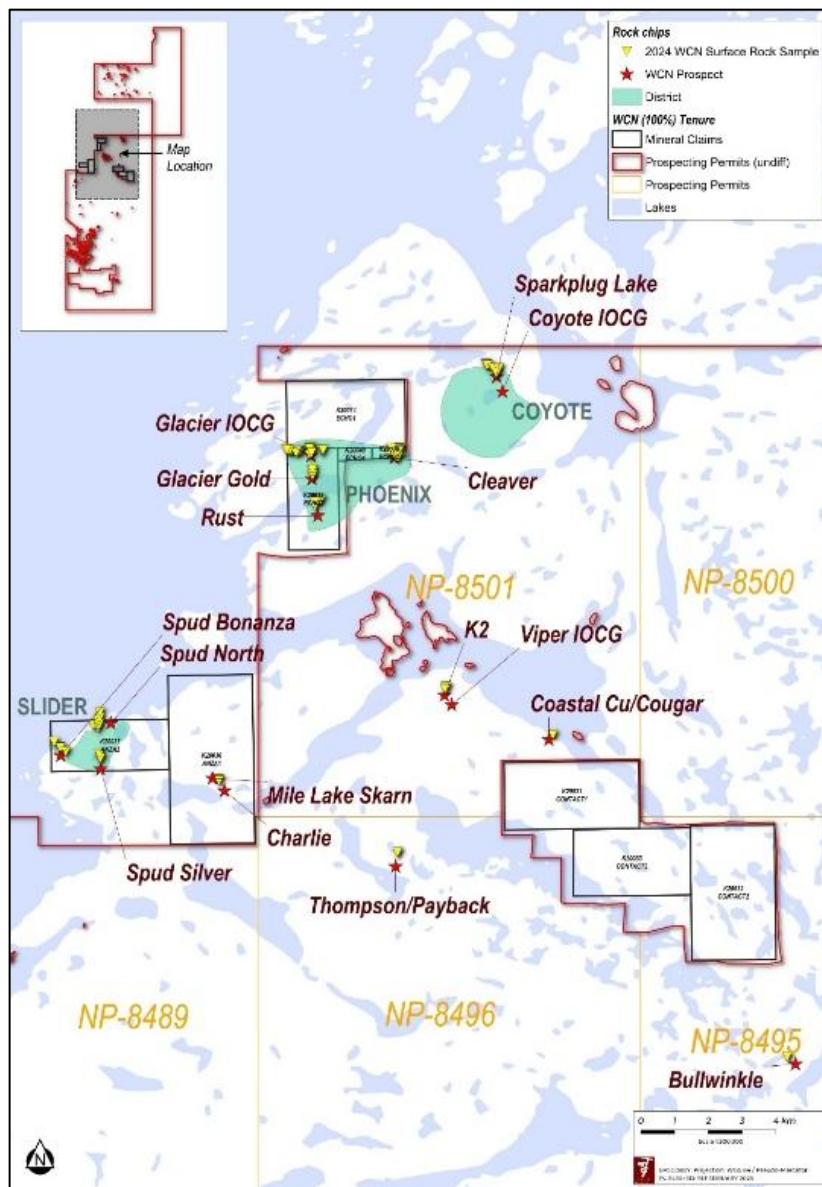 Map
Location
Rock chips
2024 WCN Surface Rock Sample
WCN Prospect
District
WCN (100%) Tenure
Mineral Claims
Prospecting Permits (undiff)
Prospecting Permits
Lakes
Sparkplug Lake
Coyote IOCG
COYOTE
Glacier IOCG
Glacier Gold
PHOENIX
Cleaver
Rust
NP-8501
NP-8500
Spud Bonanza
Spud North
K2
Viper IOCG
SLIDER
Coastal Cu/Cougar
Mile Lake Skarn
Charlie
Spud Silver
CONTACT1
CONTACT3
CONTACT2
Thompson/Payback
NP-8489
NP-8496
NP-8495
Bullwinkle
0 1 2 3 4 km
N